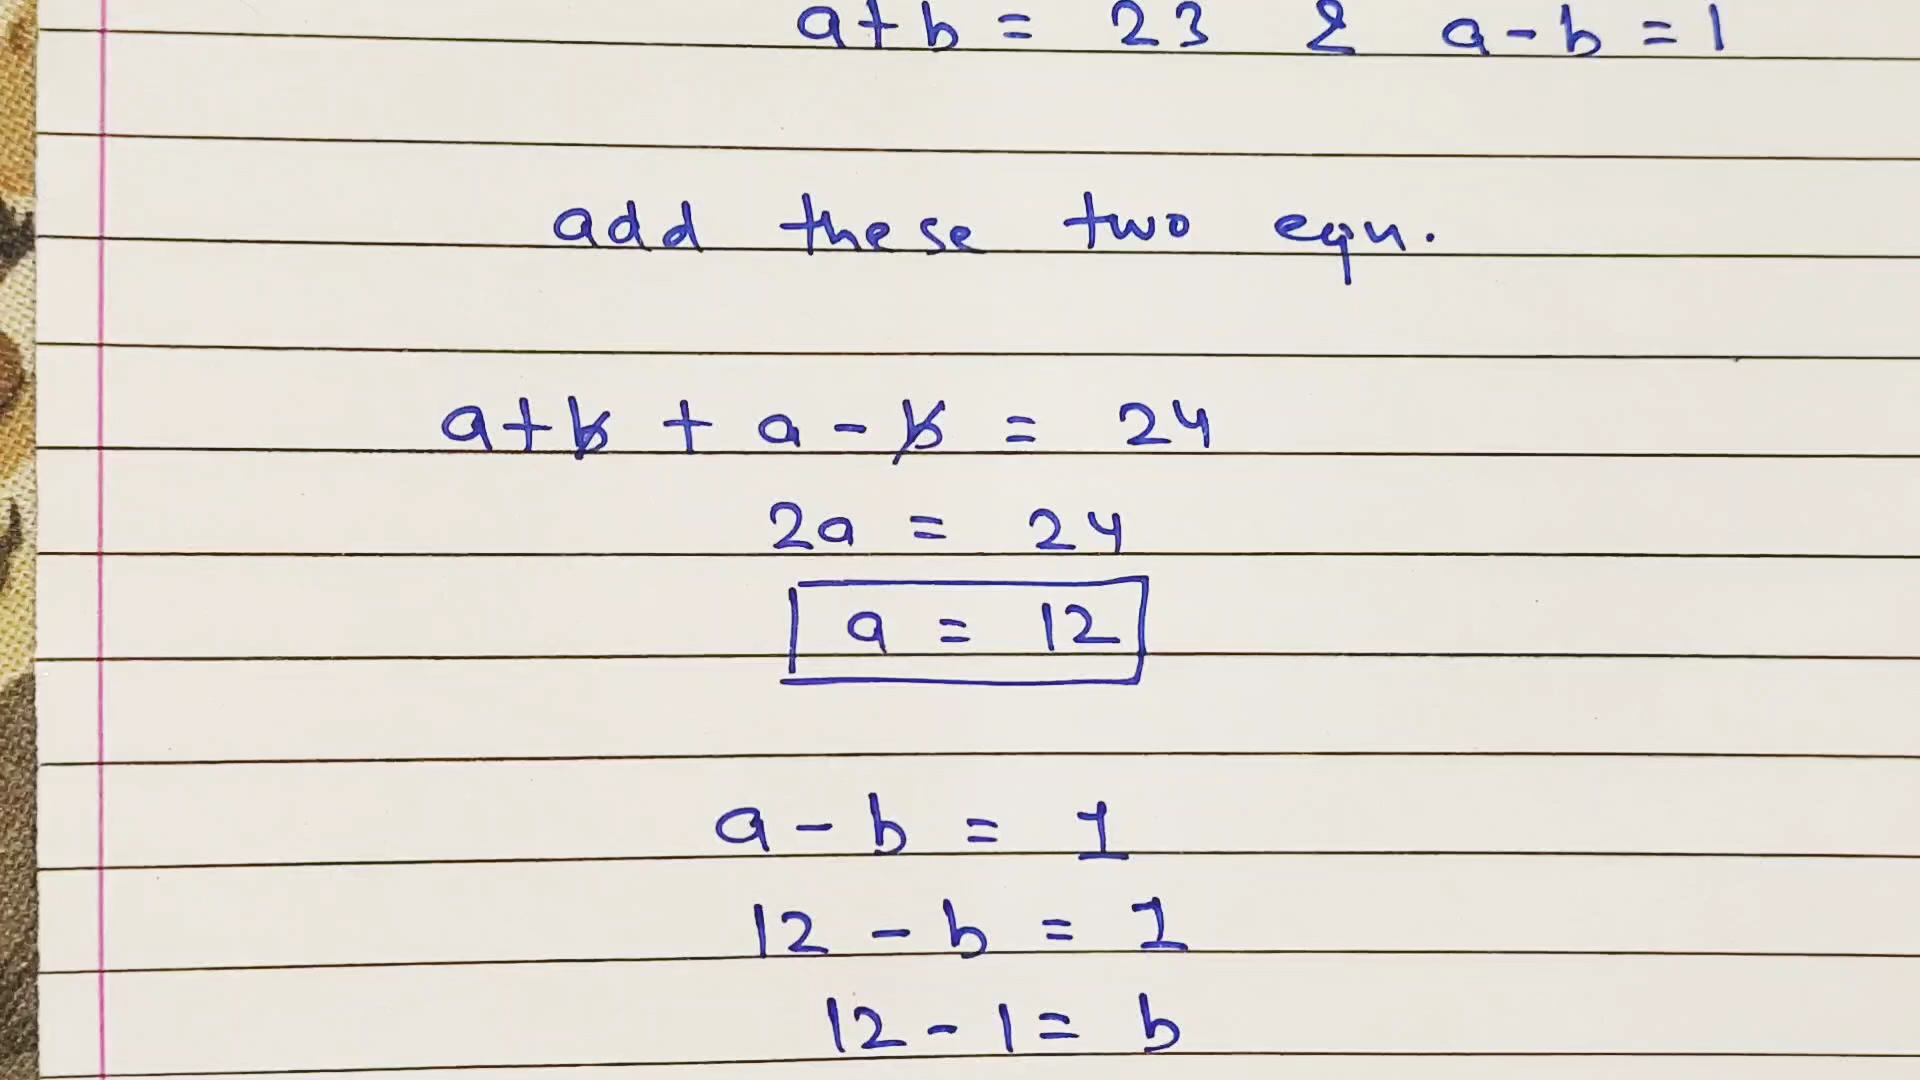 a+b = 23 & a-b=1
add these two eqn.
a+b + a-b = 24
2a = 24
a = 12
a-b = 1
12-b = 1
12-1= b